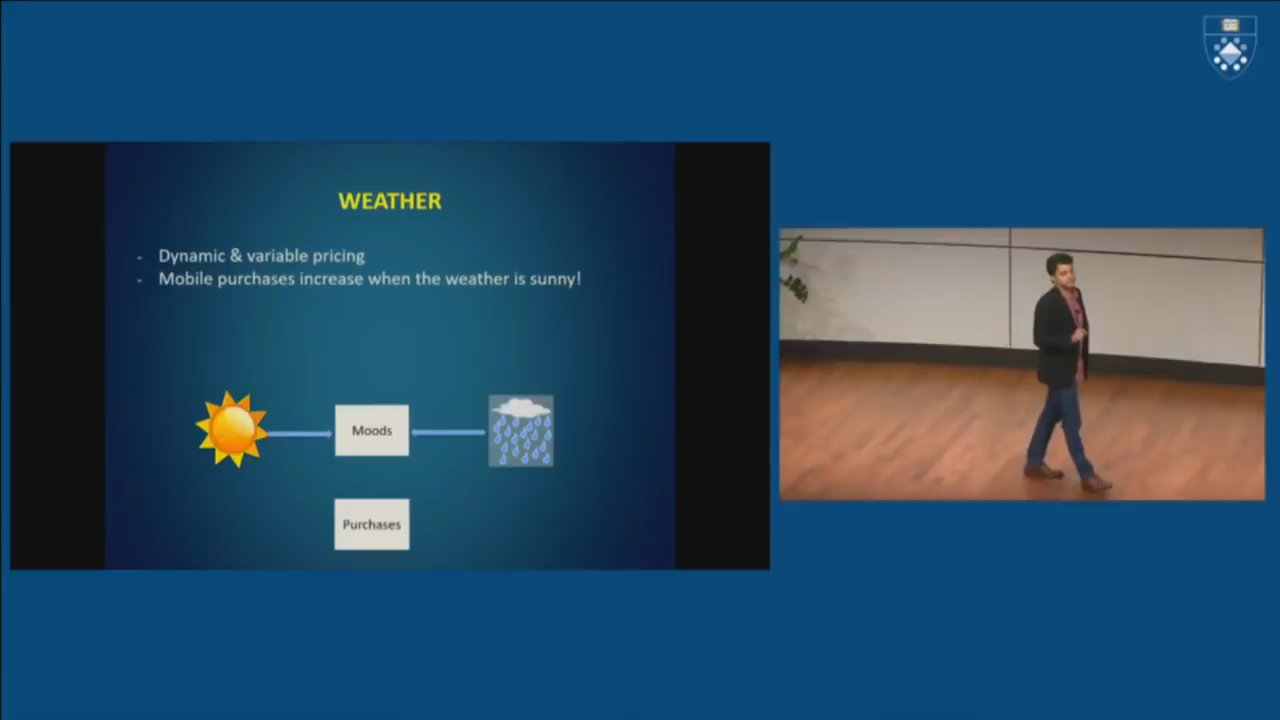 WEATHER
- Dynamic & variable pricing
- Mobile purchases increase when the weather is sunny!
Moods
Purchases